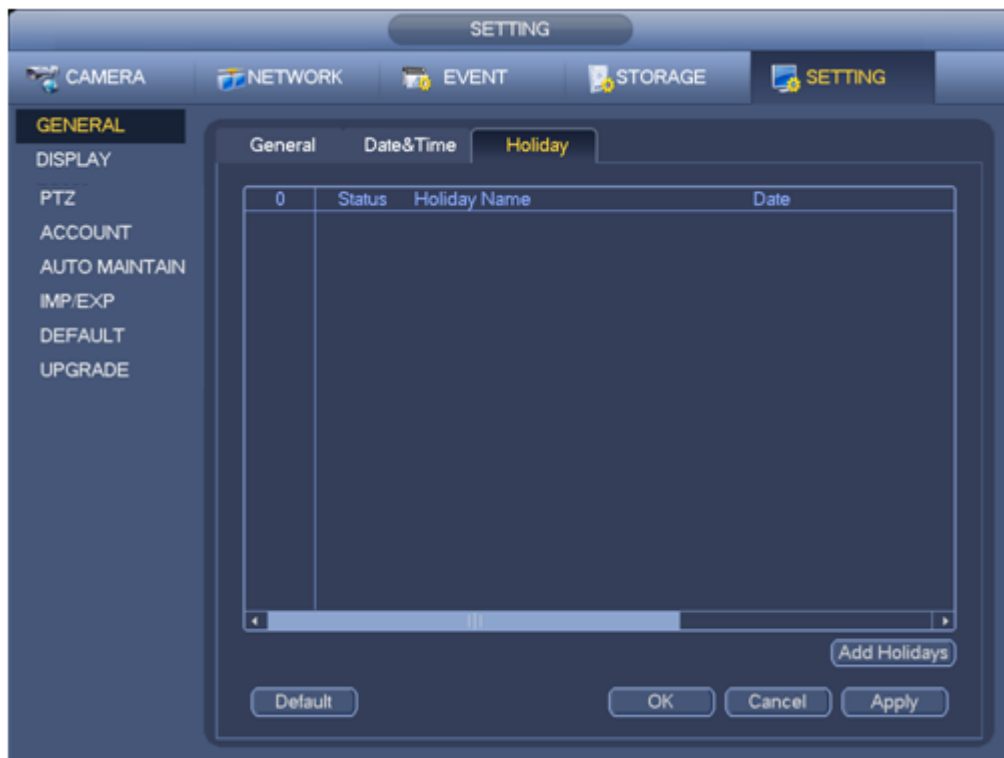 SETTING
CAMERA NETWORK EVENT STORAGE SETTING
GENERAL
DISPLAY
PTZ
ACCOUNT
AUTO MAINTAIN
IMP/EXP
DEFAULT
UPGRADE
General Date&Time Holiday
0 Status Holiday Name Date
Add Holidays
Default OK Cancel Apply